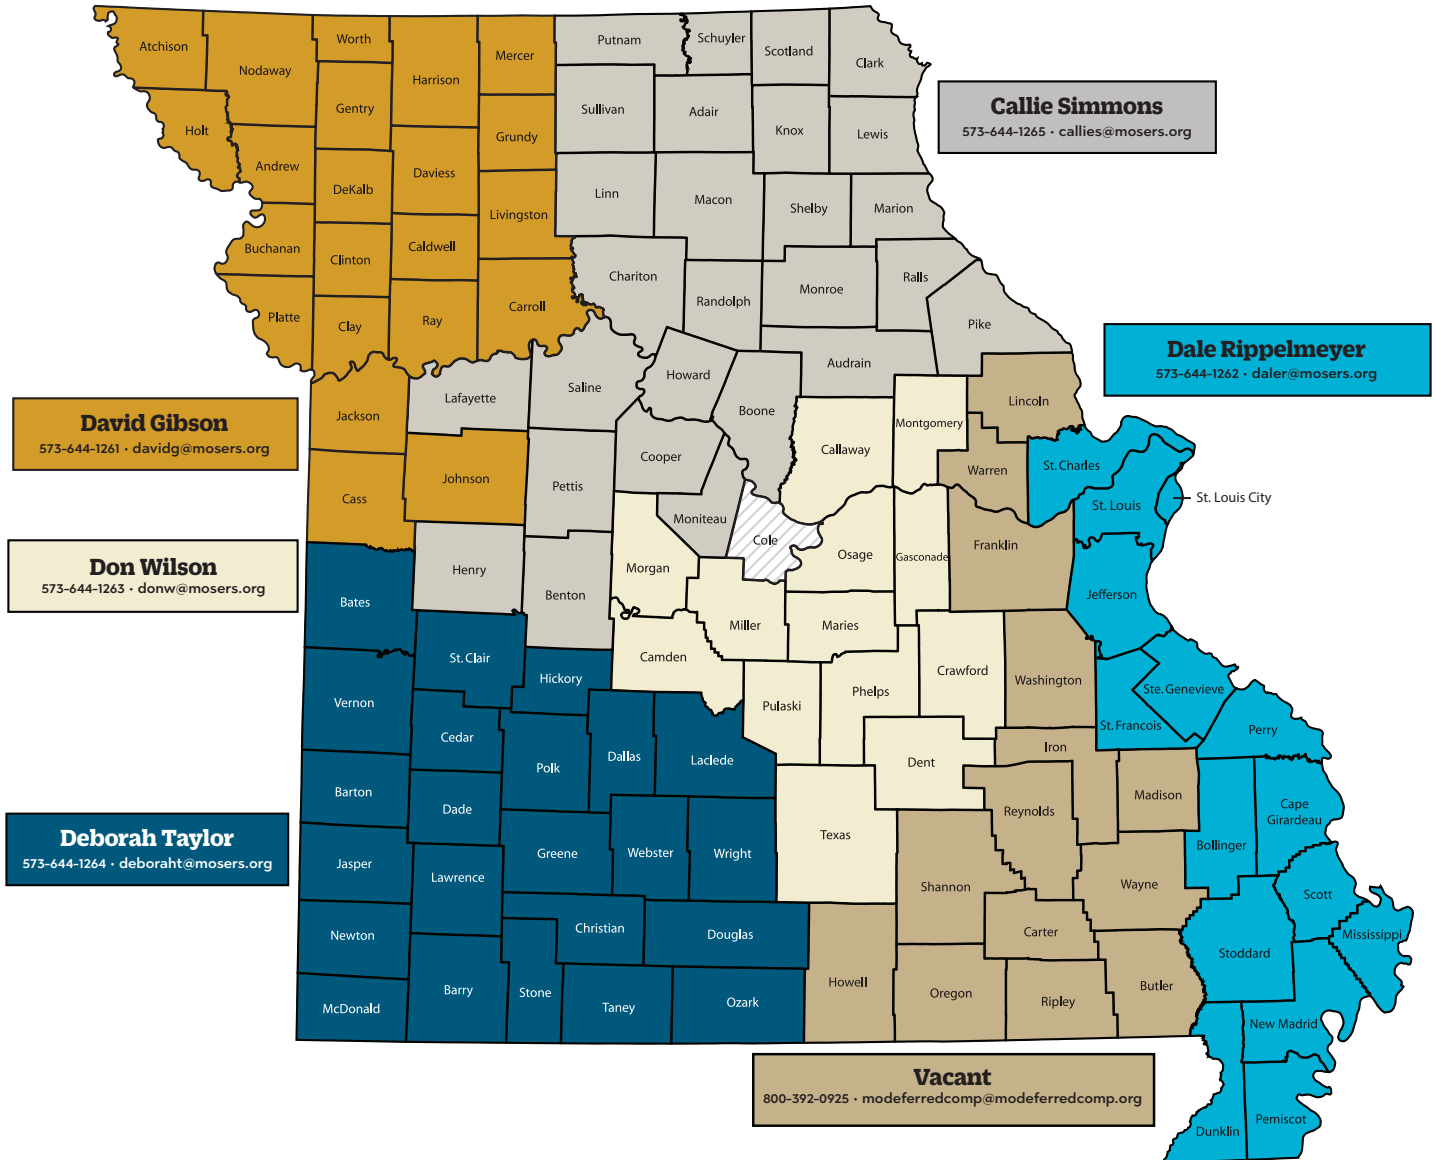 Atchison
Nodaway
Worth
Harrison
Mercer
Putnam
Schuyler
Scotland
Clark
Gentry
Holt
Grundy
Sullivan
Adair
Knox
Lewis
Andrew
DeKalb
Daviess
Livingston
Linn
Macon
Shelby
Marion
Buchanan
Clinton
Caldwell
Chariton
Randolph
Monroe
Ralls
Platte
Clay
Ray
Carroll
Pike
Callie Simmons
573-644-1265 • callies@mosers.org
Dale Rippelmeyer
573-644-1262 • daler@mosers.org
David Gibson
573-644-1261 • davidg@mosers.org
Jackson
Lafayette
Saline
Howard
Boone
Audrain
Lincoln
Montgomery
Callaway
Warren
St. Charles
St. Louis
St. Louis City
Cass
Johnson
Pettis
Cooper
Moniteau
Cole
Osage
Gasconade
Franklin
Jefferson
Don Wilson
573-644-1263 • donw@mosers.org
Henry
Benton
Morgan
Miller
Maries
Bates
St. Clair
Hickory
Camden
Pulaski
Phelps
Crawford
Washington
St. Francois
Ste. Genevieve
Perry
Vernon
Cedar
Polk
Dallas
Laclede
Dent
Iron
Reynolds
Madison
Bollinger
Cape
Girardeau
Barton
Dade
Greene
Webster
Wright
Texas
Shannon
Wayne
Scott
Deborah Taylor
573-644-1264 • deboraht@mosers.org
Jasper
Lawrence
Newton
Christian
Douglas
Carter
Stoddard
Mississippi
McDonald
Barry
Stone
Taney
Ozark
Howell
Oregon
Ripley
Butler
New Madrid
Dunklin
Pemiscot
Vacant
800-392-0925 • modeferredcomp@modeferredcomp.org